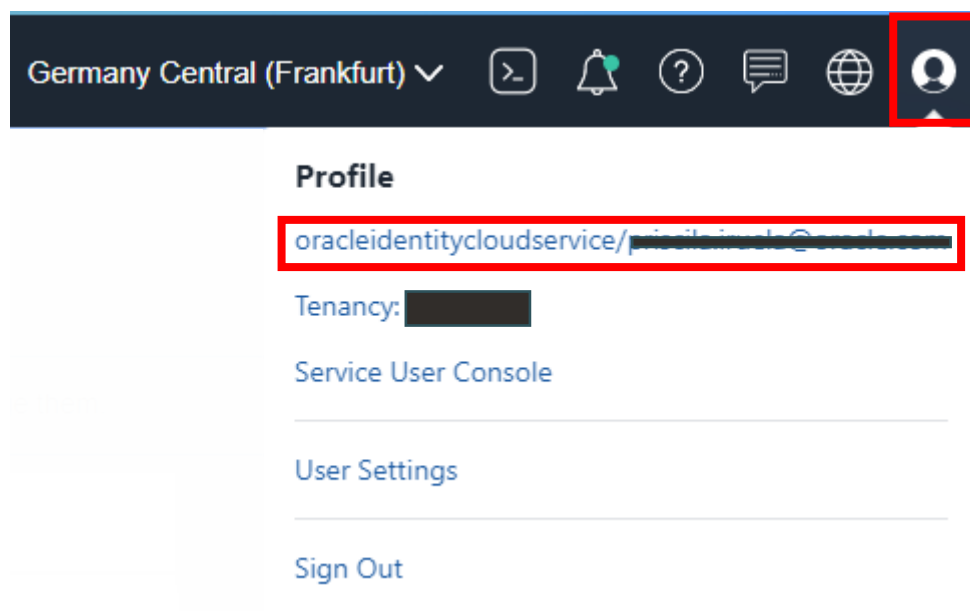 Germany Central (Frankfurt)
Profile
oracleidentitycloudservice/
Tenancy:
Service User Console
User Settings
Sign Out